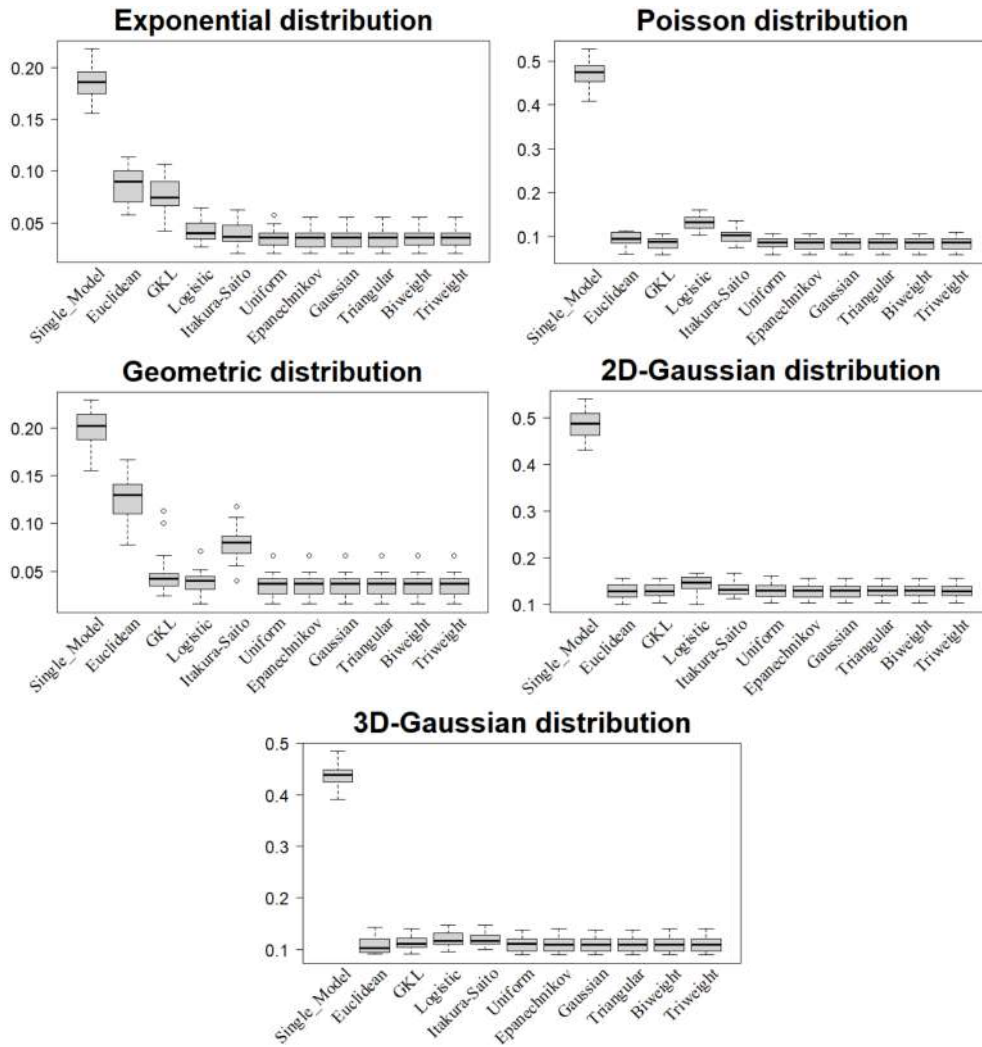 Exponential distribution
0.20
0.15
0.10
0.05
Single_Model
Euclidean
GKL
Logistic
Itakura-Saito
Uniform
Epanechnikov
Gaussian
Triangular
Biweight
Triweight
Poisson distribution
0.5
0.4
0.3
0.2
0.1
Single_Model
Euclidean
GKL
Logistic
Itakura-Saito
Uniform
Epanechnikov
Gaussian
Triangular
Biweight
Triweight
Geometric distribution
0.20
0.15
0.10
0.05
Single_Model
Euclidean
GKL
Logistic
Itakura-Saito
Uniform
Epanechnikov
Gaussian
Triangular
Biweight
Triweight
2D-Gaussian distribution
0.5
0.4
0.3
0.2
0.1
Single_Model
Euclidean
GKL
Logistic
Itakura-Saito
Uniform
Epanechnikov
Gaussian
Triangular
Biweight
Triweight
3D-Gaussian distribution
0.5
0.4
0.3
0.2
0.1
Single_Model
Euclidean
GKL
Logistic
Itakura-Saito
Uniform
Epanechnikov
Gaussian
Triangular
Biweight
Triweight